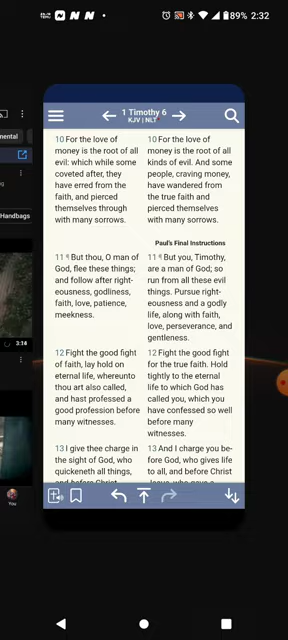 89% 2:32
1 Timothy 6
KJV | NLT
mental
Handbags
3:14
You
10 For the love of
money is the root of all
evil: which while some
coveted after, they
have erred from the
faith, and pierced
themselves through
with many sorrows.
11 ¶ But thou, O man of
God, flee these things;
and follow after right-
eousness, godliness,
faith, love, patience,
meekness.
12 Fight the good fight
of faith, lay hold on
eternal life, whereunto
thou art also called,
and hast professed a
good profession before
many witnesses.
13 I give thee charge in
the sight of God, who
quickeneth all things,
and before Christ
10 For the love of
money is the root of all
kinds of evil. And some
people, craving money,
have wandered from
the true faith and
pierced themselves
with many sorrows.
Paul's Final Instructions
11 ¶ But you, Timothy,
are a man of God; so
run from all these evil
things. Pursue right-
eousness and a godly
life, along with faith,
love, perseverance, and
gentleness.
12 Fight the good fight
for the true faith. Hold
tightly to the eternal
life to which God has
called you, which you
have confessed so well
before many
witnesses.
13 And I charge you be-
fore God, who gives life
to all, and before Christ
Jesus, who gave a